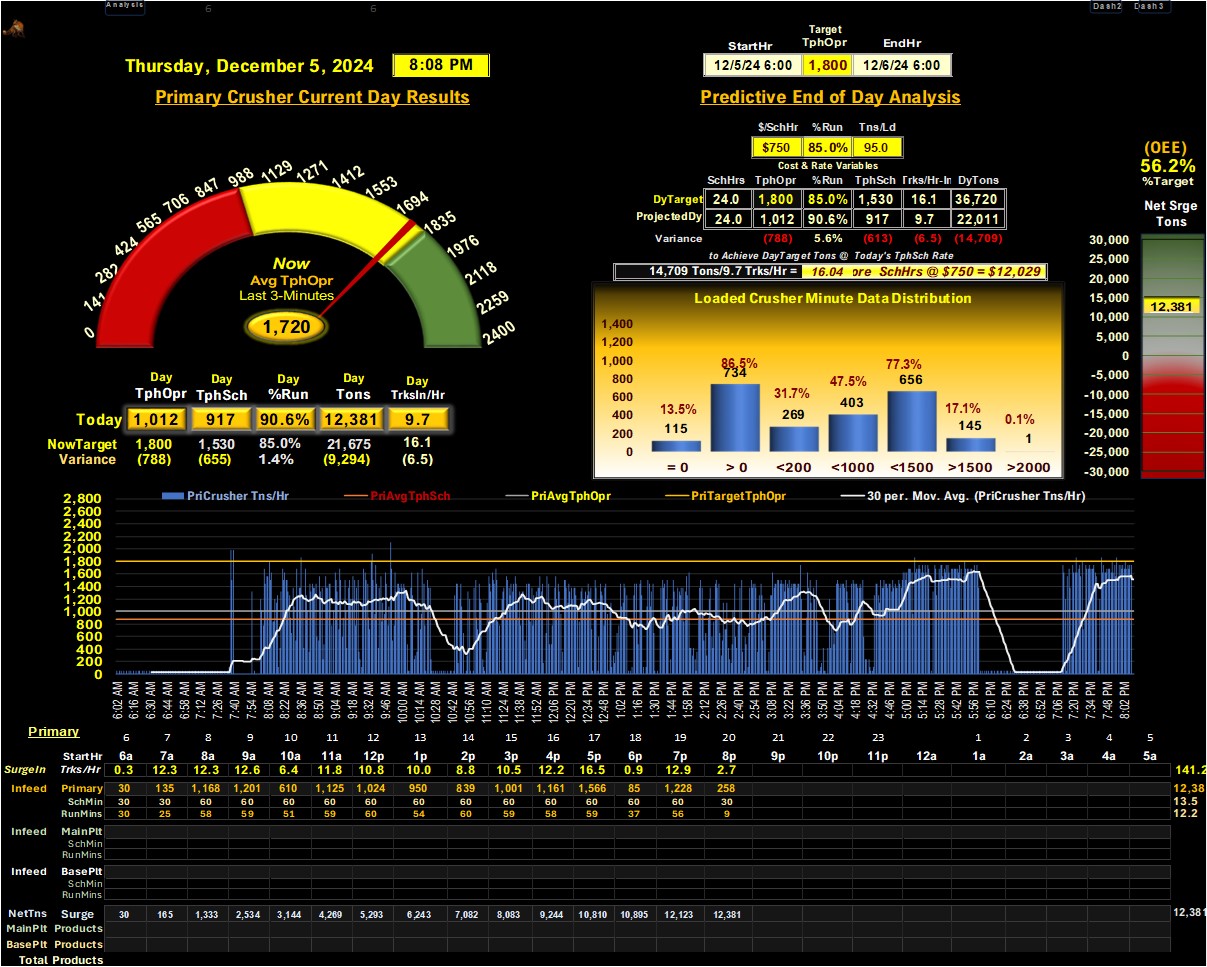 Analysis 6 6 Dash2 Dash3
Thursday, December 5, 2024 8:08 PM
Primary Crusher Current Day Results
StartHr Target TphOpr EndHr
12/5/24 6:00 1,800 12/6/24 6:00
Predictive End of Day Analysis
$/SchHr %Run Tns/Ld
$750 85.0% 95.0
Cost & Rate Variables
SchHrs TphOpr %Run TphSch Trks/Hr-In DyTons
DyTarget 24.0 1,800 85.0% 1,530 16.1 36,720
ProjectedDy 24.0 1,012 90.6% 917 9.7 22,011
Variance (788) 5.6% (613) (6.5) (14,709)
to Achieve DayTarget Tons @ Today's TphSch Rate
14,709 Tons/9.7 Trks/Hr = 16.04 ore SchHrs @ $750 = $12,029
(OEE)
56.2%
%Target
Net Srge
Tons
30,000
25,000
20,000
15,000
12,381
10,000
5,000
0
-5,000
-10,000
-15,000
-20,000
-25,000
-30,000
0 141 282 424 565 706 847 988 1129 1271 1412 1553 1694 1835 1976 2118 2259 2400
Now
Avg TphOpr
Last 3-Minutes
1,720
Day Day Day Day Day
TphOpr TphSch %Run Tons TrksIn/Hr
Today 1,012 917 90.6% 12,381 9.7
NowTarget 1,800 1,530 85.0% 21,675 16.1
Variance (788) (655) 1.4% (9,294) (6.5)
Loaded Crusher Minute Data Distribution
1,400
1,200
1,000
800
600
400
200
0
13.5% 86.5% 31.7% 47.5% 77.3% 17.1% 0.1%
115 734 269 403 656 145 1
= 0 > 0 <200 <1000 <1500 >1500 >2000
PriCrusher Tns/Hr PriAvgTphSch PriAvgTphOpr PriTargetTphOpr 30 per. Mov. Avg. (PriCrusher Tns/Hr)
2,800
2,600
2,400
2,200
2,000
1,800
1,600
1,400
1,200
1,000
800
600
400
200
0
6:02 AM 6:16 AM 6:30 AM 6:44 AM 6:58 AM 7:12 AM 7:26 AM 7:40 AM 7:54 AM 8:08 AM 8:22 AM 8:36 AM 8:50 AM 9:04 AM 9:18 AM 9:32 AM 9:46 AM 10:00 AM 10:14 AM 10:28 AM 10:42 AM 10:56 AM 11:10 AM 11:24 AM 11:38 AM 11:52 AM 12:06 PM 12:20 PM 12:34 PM 12:48 PM 1:02 PM 1:16 PM 1:30 PM 1:44 PM 1:58 PM 2:12 PM 2:26 PM 2:40 PM 2:54 PM 3:08 PM 3:22 PM 3:36 PM 3:50 PM 4:04 PM 4:18 PM 4:32 PM 4:46 PM 5:00 PM 5:14 PM 5:28 PM 5:42 PM 5:56 PM 6:10 PM 6:24 PM 6:38 PM 6:52 PM 7:06 PM 7:20 PM 7:34 PM 7:48 PM 8:02 PM
Primary 6 7 8 9 10 11 12 13 14 15 16 17 18 19 20 21 22 23 1 2 3 4 5
StartHr 6a 7a 8a 9a 10a 11a 12p 1p 2p 3p 4p 5p 6p 7p 8p 9p 10p 11p 12a 1a 2a 3a 4a 5a
SurgeIn Trks/Hr 0.3 12.3 12.3 12.6 6.4 11.8 10.8 10.0 8.8 10.5 12.2 16.5 0.9 12.9 2.7 141.2
Infeed Primary 30 135 1,168 1,201 610 1,125 1,024 950 839 1,001 1,161 1,566 85 1,228 258 12,38
SchMin 30 30 60 60 60 60 60 60 60 60 60 60 60 60 30 13.5
RunMins 30 25 58 59 51 59 60 54 60 59 58 59 37 56 9 12.2
Infeed MainPlt
SchMin
RunMins
Infeed BasePlt
SchMin
RunMins
NetTns Surge 30 165 1,333 2,534 3,144 4,269 5,293 6,243 7,082 8,083 9,244 10,810 10,895 12,123 12,381 12,381
MainPlt Products
BasePlt Products
Total Products